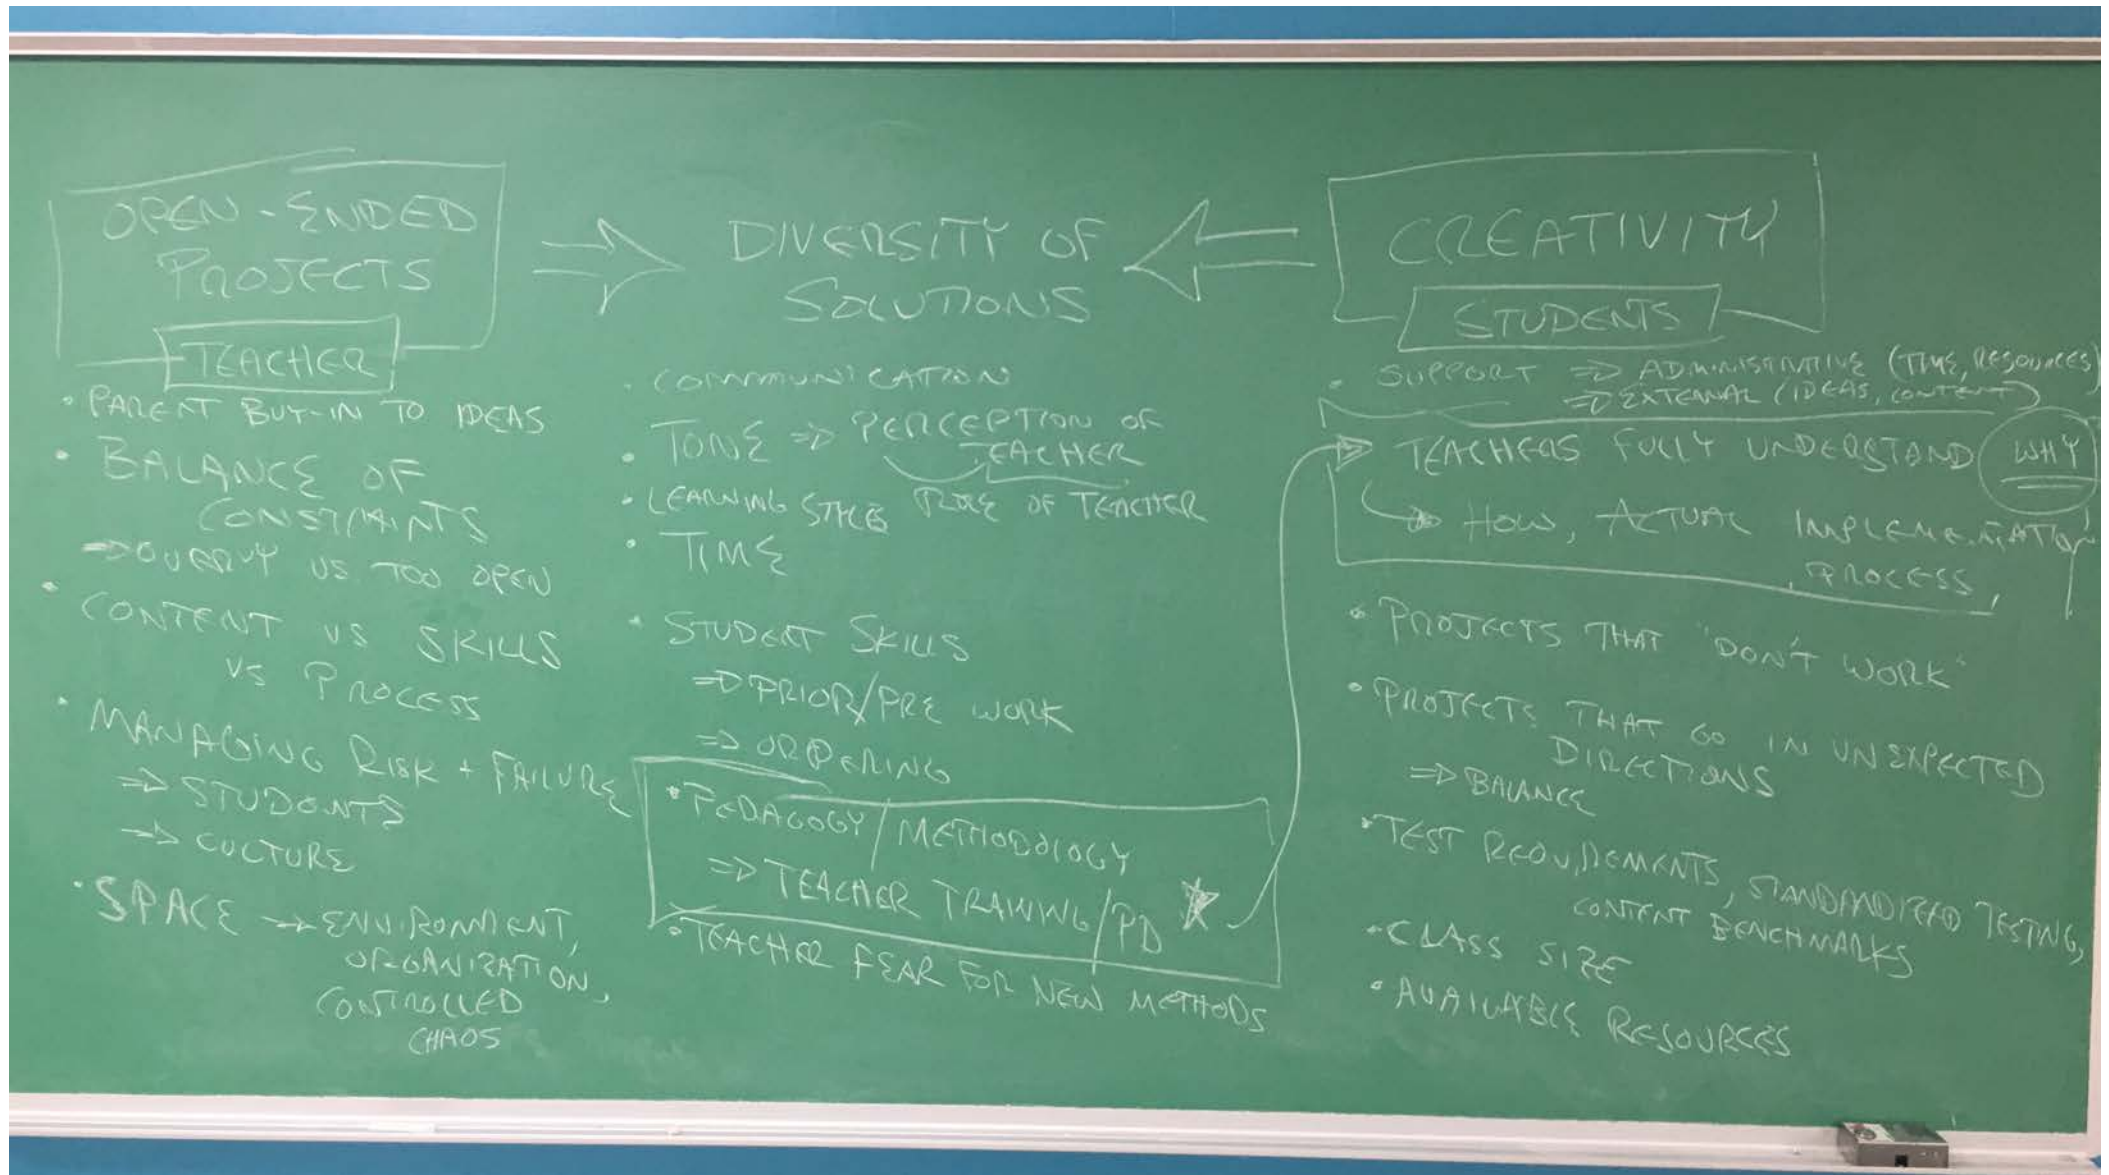 OPEN-ENDED
PROJECTS
TEACHER
• PARENT BUY-IN TO IDEAS
• BALANCE OF
CONSTRAINTS
⇒ OVERLY VS TOO OPEN
• CONTENT VS SKILLS
VS PROCESS
• MANAGING RISK + FAILURE
⇒ STUDENTS
⇒ CULTURE
• SPACE → ENVIRONMENT,
ORGANIZATION,
CONTROLLED
CHAOS
DIVERSITY OF
SOLUTIONS
• COMMUNICATION
• TONE ⇒ PERCEPTION OF
TEACHER
• LEARNING STYLES ROLE OF TEACHER
• TIME
• STUDENT SKILLS
⇒ PRIOR/PRE WORK
⇒ ORDERING
• PEDAGOGY/METHODOLOGY
⇒ TEACHER TRAINING/PD ★
• TEACHER FEAR FOR NEW METHODS
CREATIVITY
STUDENTS
• SUPPORT ⇒ ADMINISTRATIVE (TIME, RESOURCES)
⇒ EXTERNAL (IDEAS, CONTENT)
TEACHERS FULLY UNDERSTAND WHY
→ HOW, ACTUAL IMPLEMENTATION
PROCESS
• PROJECTS THAT "DON'T WORK"
• PROJECTS THAT GO IN UNEXPECTED
DIRECTIONS
⇒ BALANCE
• TEST REQUIREMENTS, STANDARDIZED TESTING,
CONTENT BENCHMARKS
• CLASS SIZE
• AVAILABLE RESOURCES